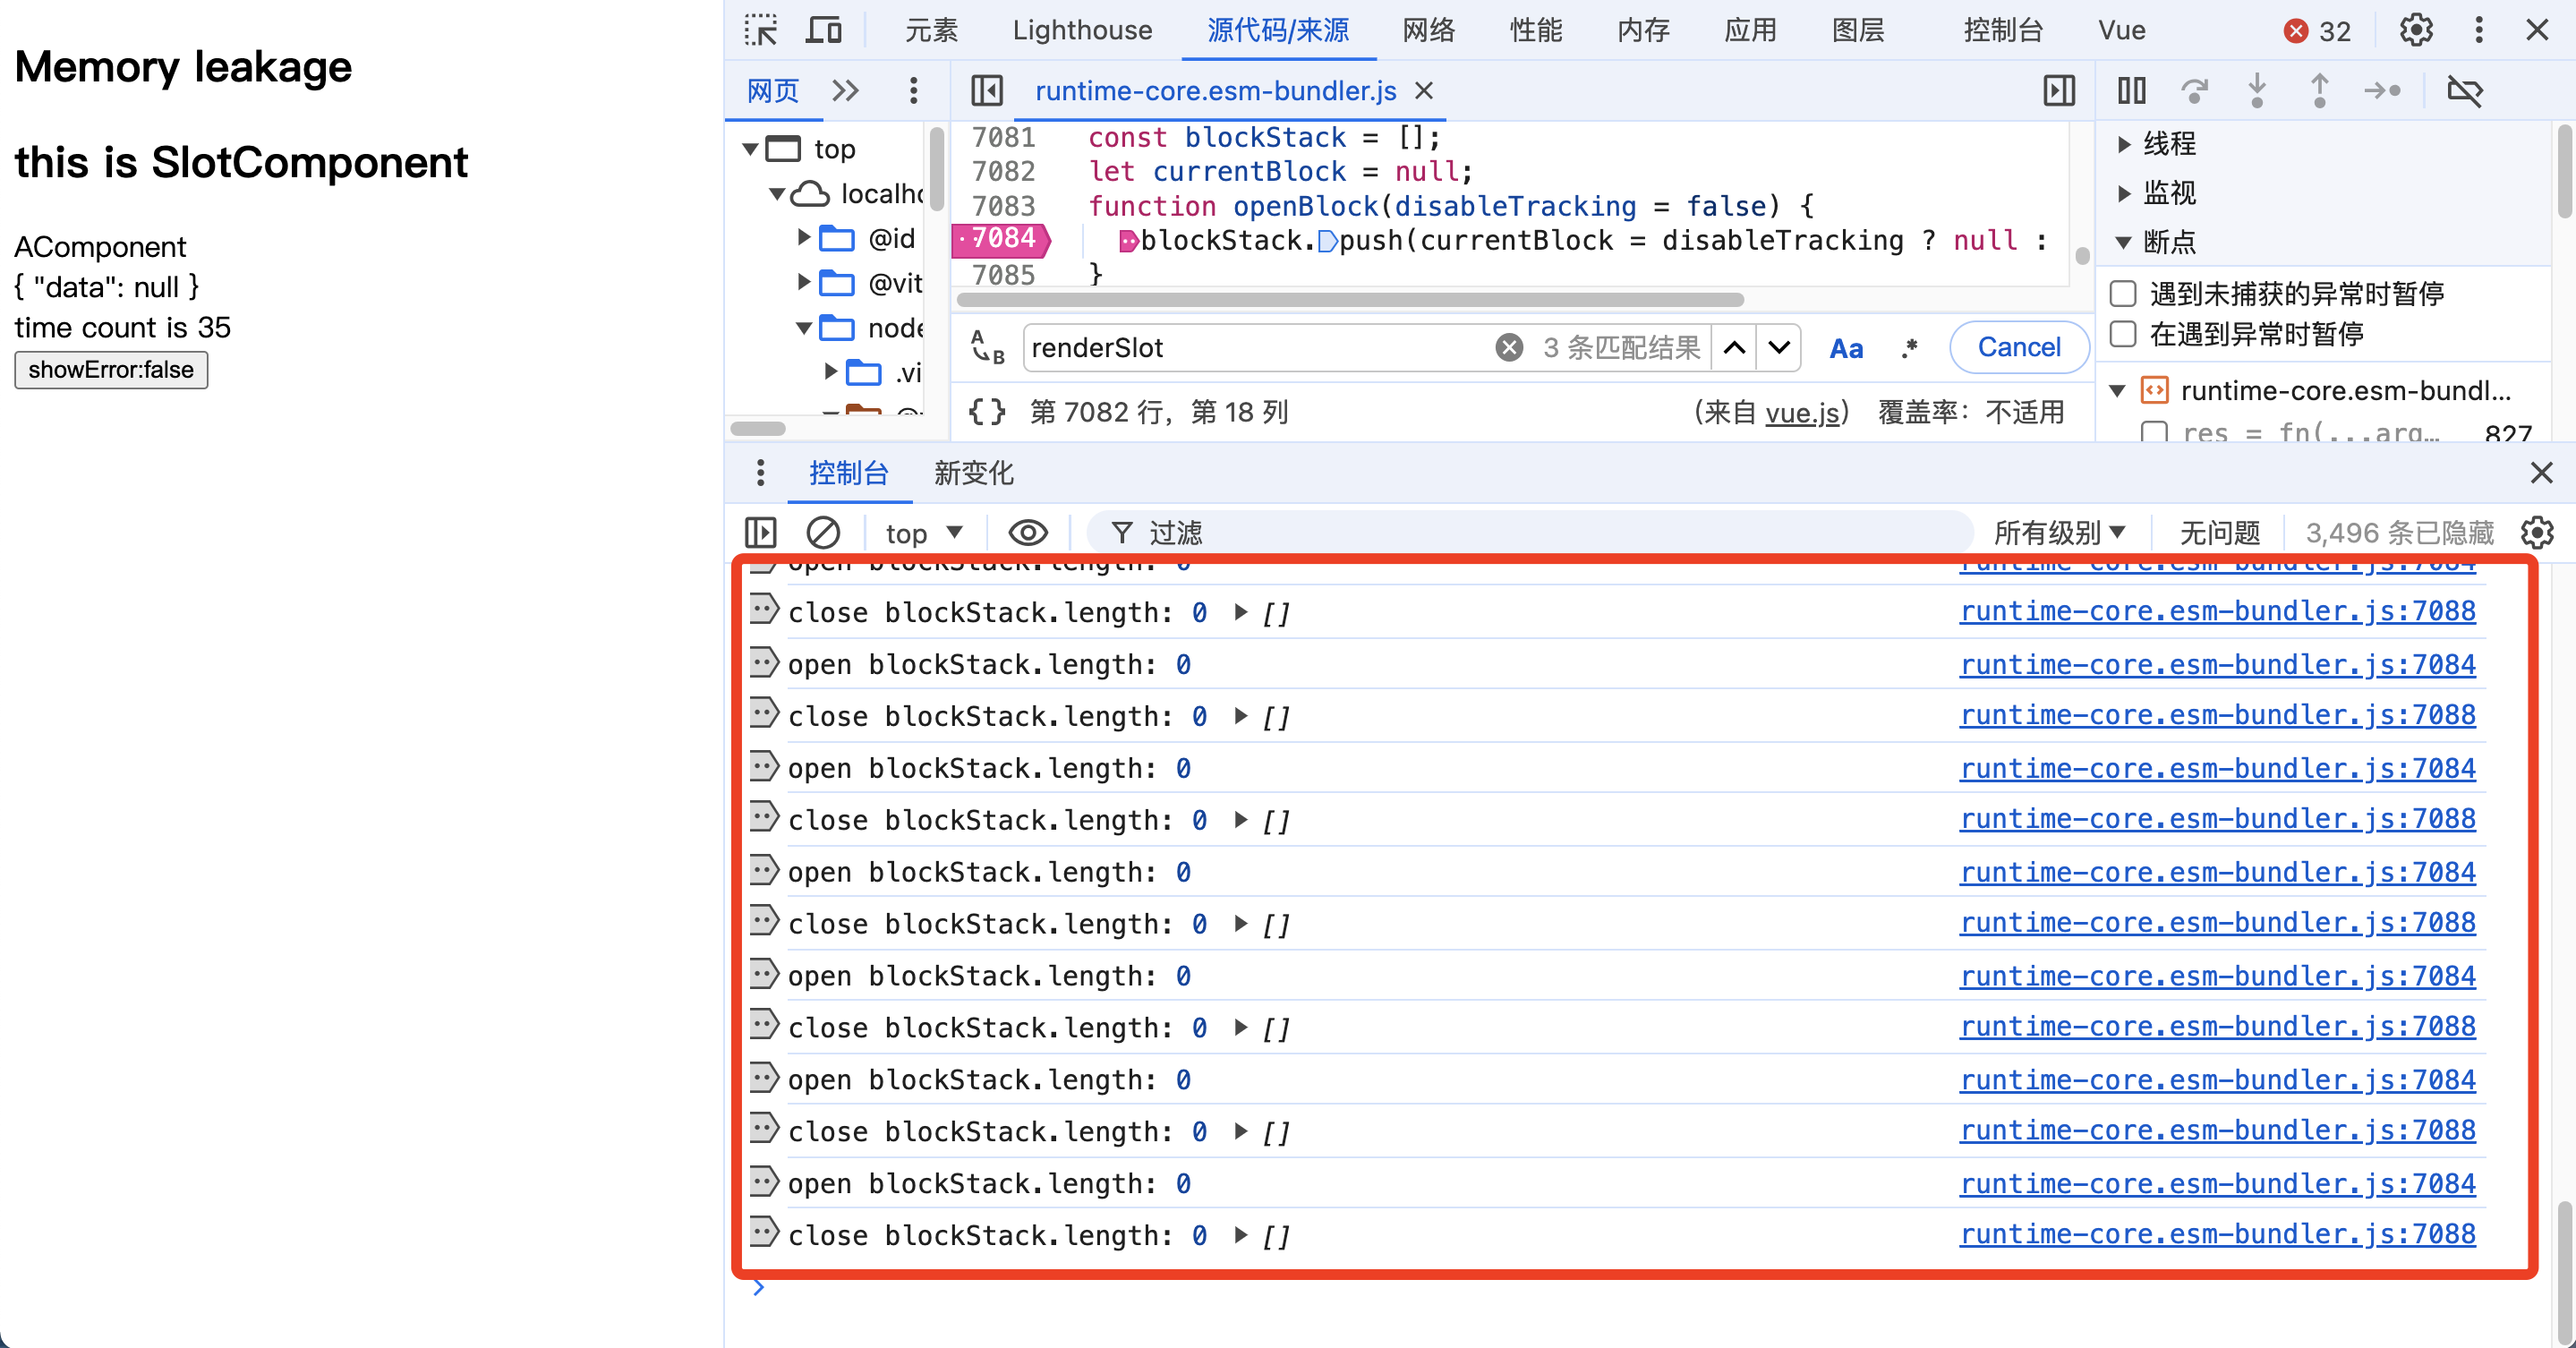 Memory leakage
this is SlotComponent
AComponent
{ "data": null }
time count is 35
showError:false
元素 Lighthouse 源代码/来源 网络 性能 内存 应用 图层 控制台 Vue 32
网页 runtime-core.esm-bundler.js
top
localho
@id
@vit
node
.vi
7081 const blockStack = [];
7082 let currentBlock = null;
7083 function openBlock(disableTracking = false) {
7084 blockStack.push(currentBlock = disableTracking ? null :
7085 }
renderSlot 3 条匹配结果 Aa .* Cancel
{} 第 7082 行，第 18 列 (来自 vue.js) 覆盖率：不适用
线程
监视
断点
遇到未捕获的异常时暂停
在遇到异常时暂停
runtime-core.esm-bundl…
res = fn(...arg… 827
控制台 新变化
top 过滤 所有级别 无问题 3,496 条已隐藏
open blockStack.length: 0 runtime-core.esm-bundler.js:7084
close blockStack.length: 0 [] runtime-core.esm-bundler.js:7088
open blockStack.length: 0 runtime-core.esm-bundler.js:7084
close blockStack.length: 0 [] runtime-core.esm-bundler.js:7088
open blockStack.length: 0 runtime-core.esm-bundler.js:7084
close blockStack.length: 0 [] runtime-core.esm-bundler.js:7088
open blockStack.length: 0 runtime-core.esm-bundler.js:7084
close blockStack.length: 0 [] runtime-core.esm-bundler.js:7088
open blockStack.length: 0 runtime-core.esm-bundler.js:7084
close blockStack.length: 0 [] runtime-core.esm-bundler.js:7088
open blockStack.length: 0 runtime-core.esm-bundler.js:7084
close blockStack.length: 0 [] runtime-core.esm-bundler.js:7088
open blockStack.length: 0 runtime-core.esm-bundler.js:7084
close blockStack.length: 0 [] runtime-core.esm-bundler.js:7088